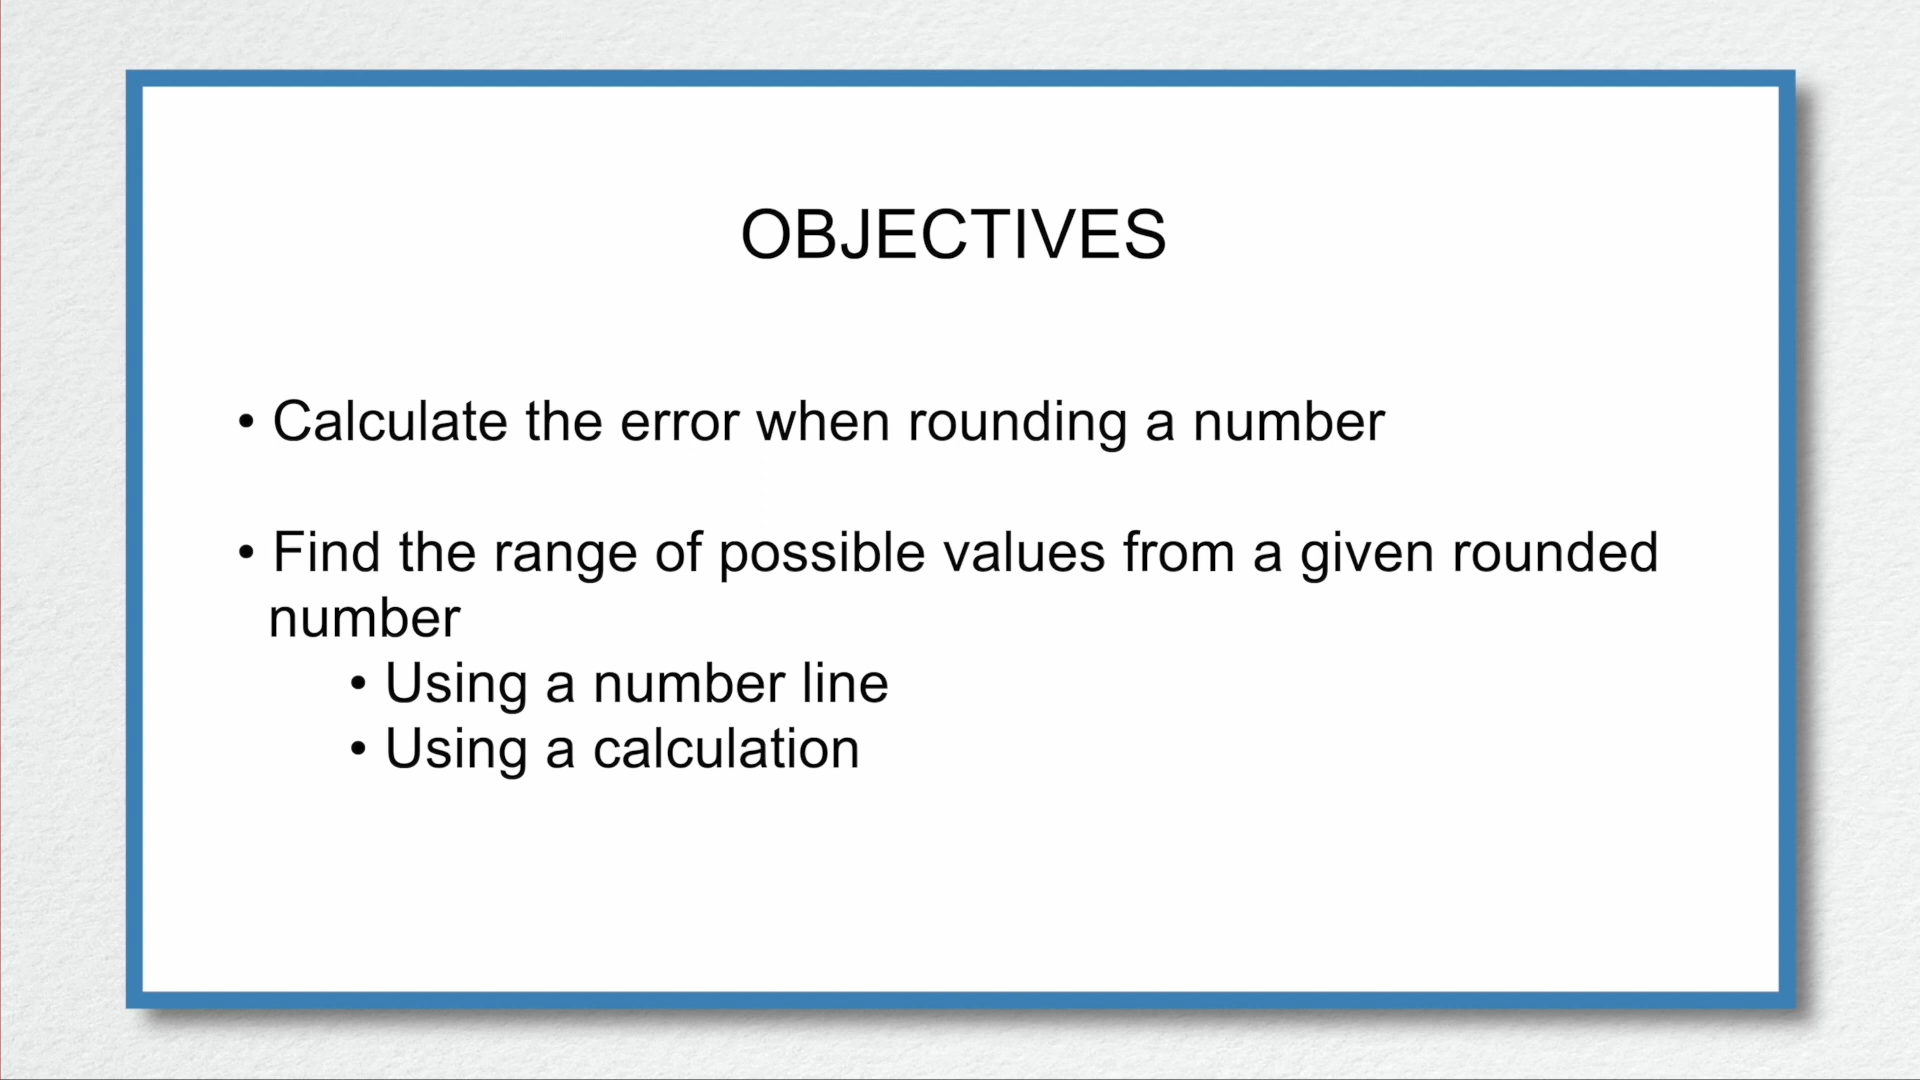 OBJECTIVES
• Calculate the error when rounding a number
• Find the range of possible values from a given rounded
number
• Using a number line
• Using a calculation